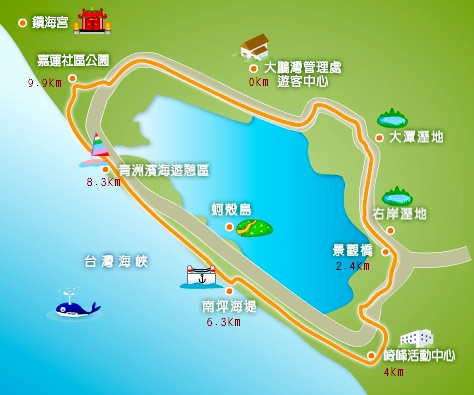 鎮海宮
嘉蓮社區公園
9.9Km
大鵬灣管理處
遊客中心
0Km
大潭溼地
青洲濱海遊憩區
8.3Km
蚵殼島
右岸溼地
景觀橋
2.4Km
台灣海峽
南坪海堤
6.3Km
崎峰活動中心
4Km